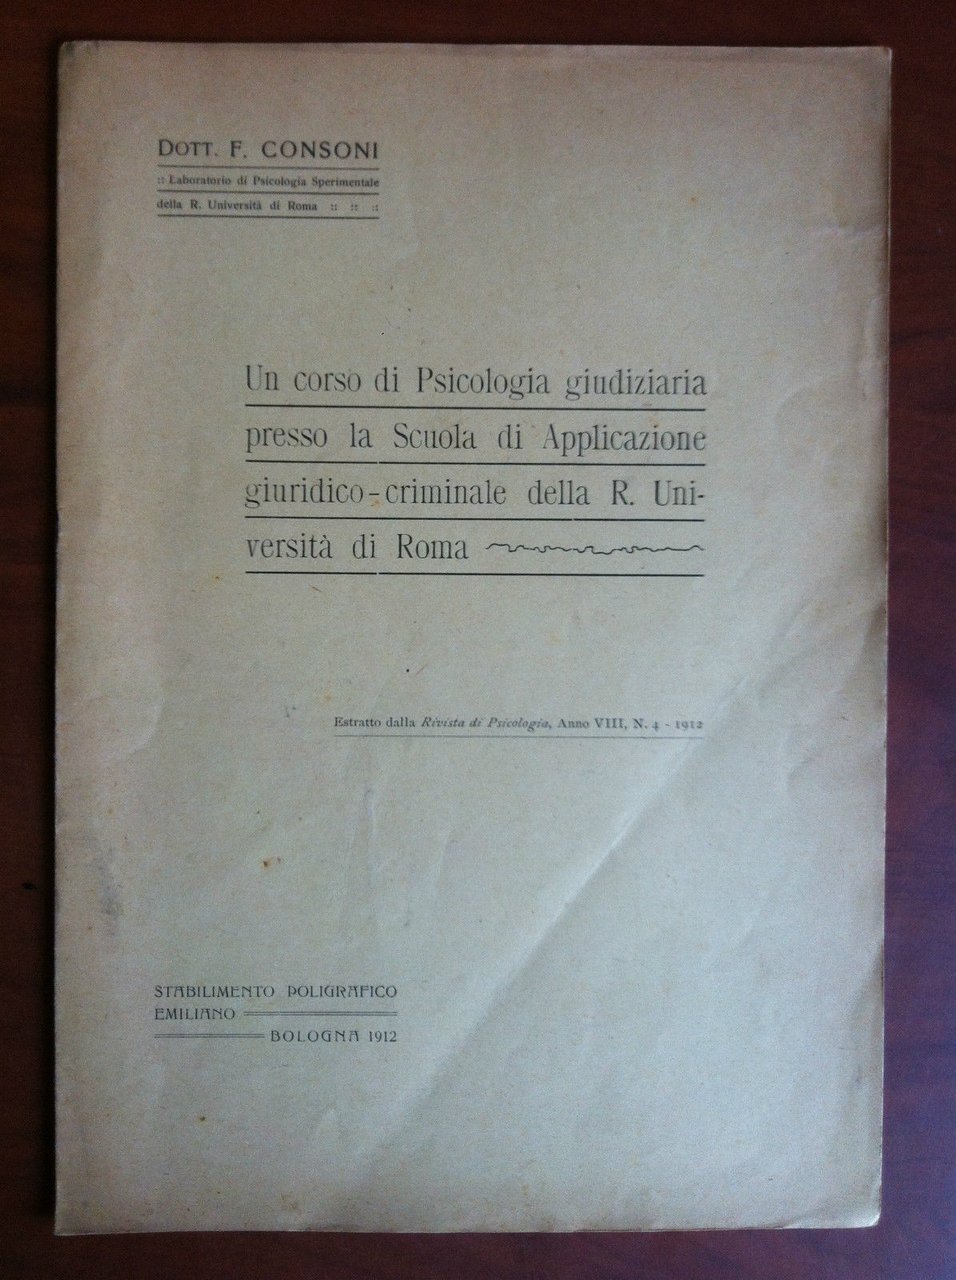 DOTT. F. CONSONI
:: Laboratorio di Psicologia Sperimentale
della R. Università di Roma :: :: ::
Un corso di Psicologia giudiziaria
presso la Scuola di Applicazione
giuridico-criminale della R. Uni-
versità di Roma
Estratto dalla Rivista di Psicologia, Anno VIII, N. 4 - 1912
STABILIMENTO POLIGRAFICO
EMILIANO
BOLOGNA 1912